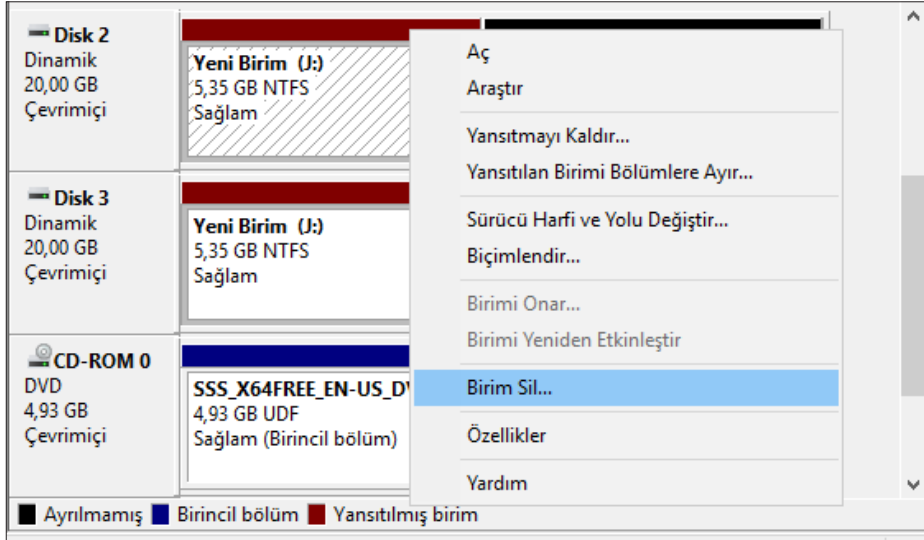 Disk 2
Dinamik
20,00 GB
Çevrimiçi
Yeni Birim (J:)
5,35 GB NTFS
Sağlam
Disk 3
Dinamik
20,00 GB
Çevrimiçi
Yeni Birim (J:)
5,35 GB NTFS
Sağlam
CD-ROM 0
DVD
4,93 GB
Çevrimiçi
SSS_X64FREE_EN-US_D
4,93 GB UDF
Sağlam (Birincil bölüm)
Aç
Araştır
Yansıtmayı Kaldır...
Yansıtılan Birimi Bölümlere Ayır...
Sürücü Harfi ve Yolu Değiştir...
Biçimlendir...
Birimi Onar...
Birimi Yeniden Etkinleştir
Birim Sil...
Özellikler
Yardım
Ayrılmamış Birincil bölüm Yansıtılmış birim